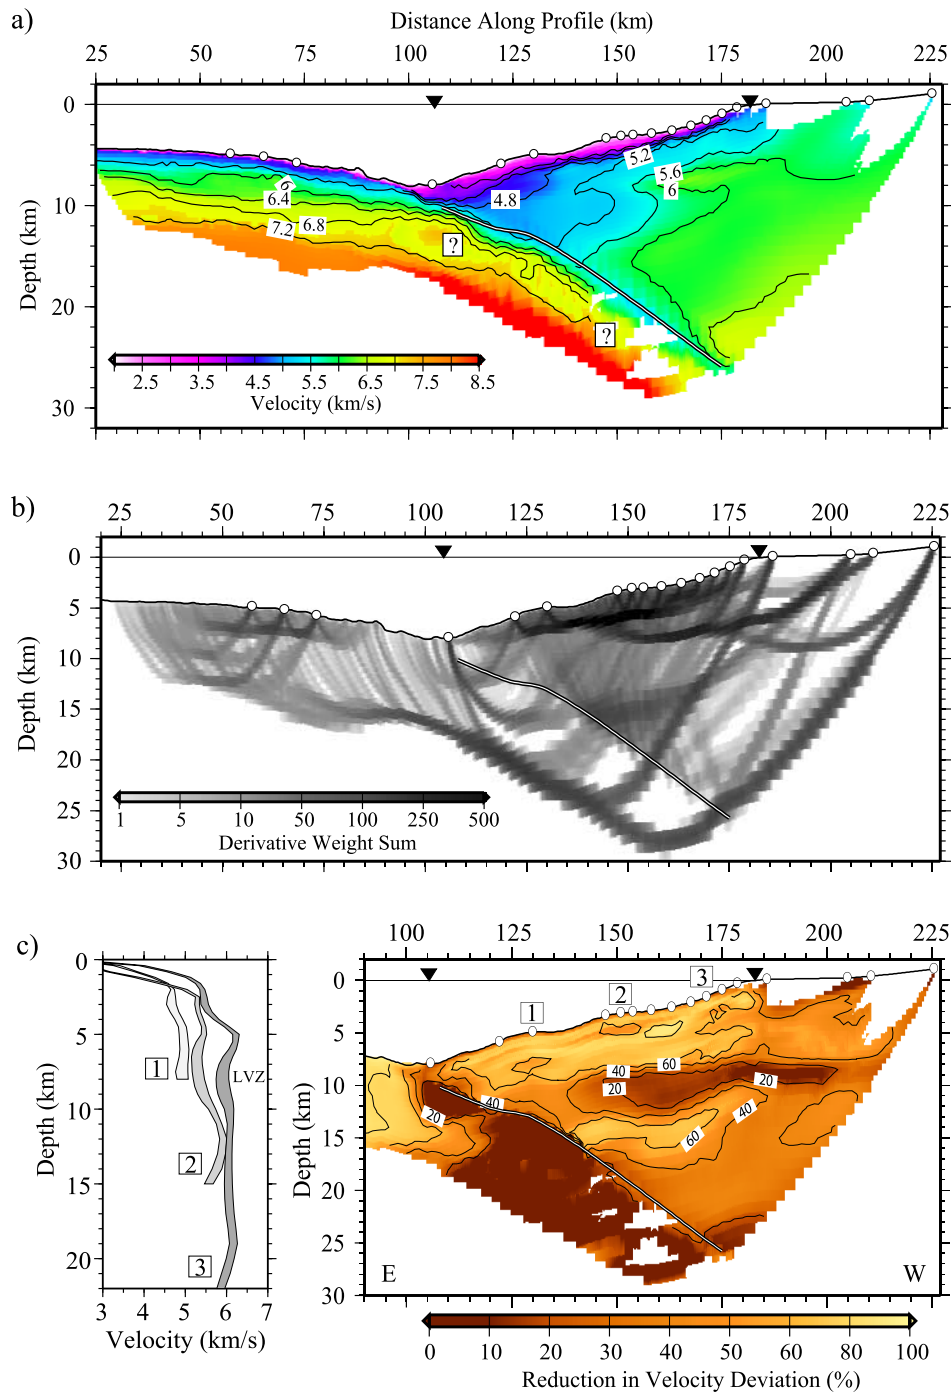 a)
Distance Along Profile (km)
25 50 75 100 125 150 175 200 225
0
10
20
30
Depth (km)
5.2
5.6
6
4.8
6
6.4
6.8
7.2
?
?
2.5 3.5 4.5 5.5 6.5 7.5 8.5
Velocity (km/s)
b)
25 50 75 100 125 150 175 200 225
0
5
10
15
20
25
30
Depth (km)
1 5 10 50 100 250 500
Derivative Weight Sum
c)
0
5
10
15
20
Depth (km)
1
2
3
LVZ
3 4 5 6 7
Velocity (km/s)
100 125 150 175 200 225
0
5
10
15
20
25
30
Depth (km)
1
2
3
60
40
20
20
40
20
40
60
E
W
0 10 20 30 40 50 60 80 100
Reduction in Velocity Deviation (%)